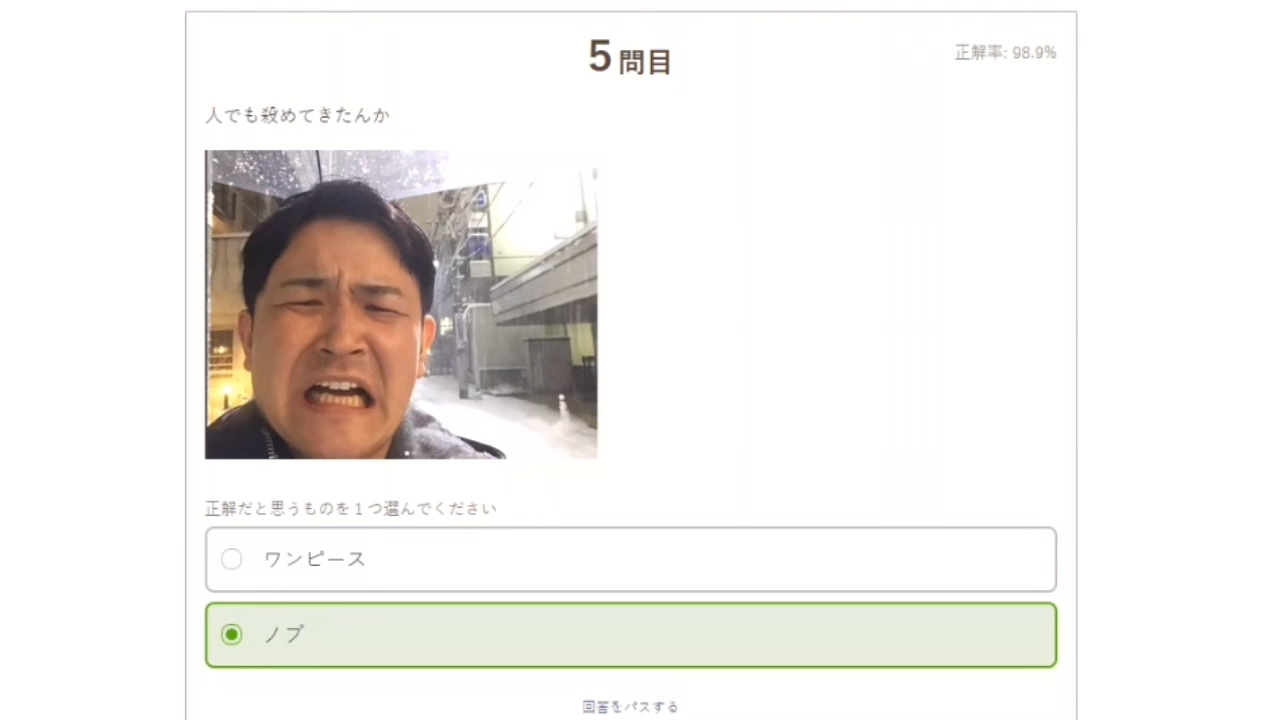 5問目
正解率: 98.9%
人でも殺めてきたんか
正解だと思うものを1つ選んでください
ワンピース
ノブ
回答をパスする